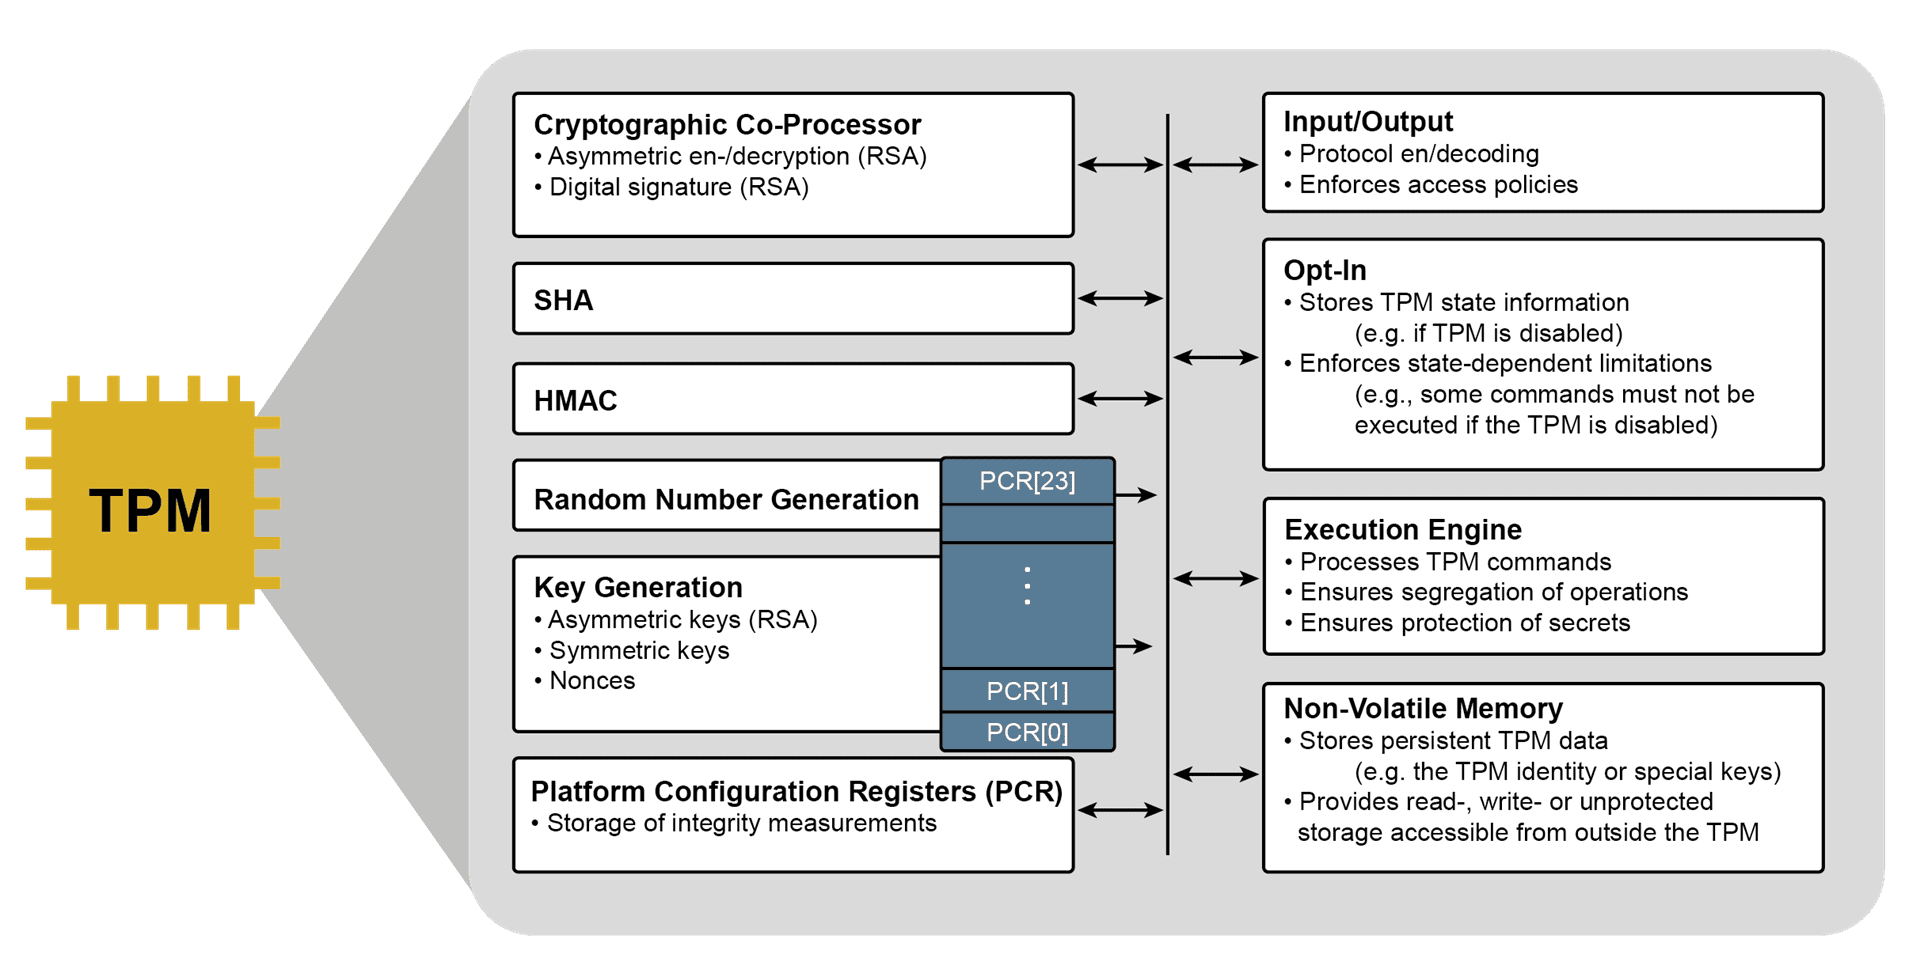 TPM
Cryptographic Co-Processor
• Asymmetric en-/decryption (RSA)
• Digital signature (RSA)
SHA
HMAC
Random Number Generation
Key Generation
• Asymmetric keys (RSA)
• Symmetric keys
• Nonces
PCR[23]
⋮
PCR[1]
PCR[0]
Platform Configuration Registers (PCR)
• Storage of integrity measurements
Input/Output
• Protocol en/decoding
• Enforces access policies
Opt-In
• Stores TPM state information
(e.g. if TPM is disabled)
• Enforces state-dependent limitations
(e.g., some commands must not be
executed if the TPM is disabled)
Execution Engine
• Processes TPM commands
• Ensures segregation of operations
• Ensures protection of secrets
Non-Volatile Memory
• Stores persistent TPM data
(e.g. the TPM identity or special keys)
• Provides read-, write- or unprotected
storage accessible from outside the TPM